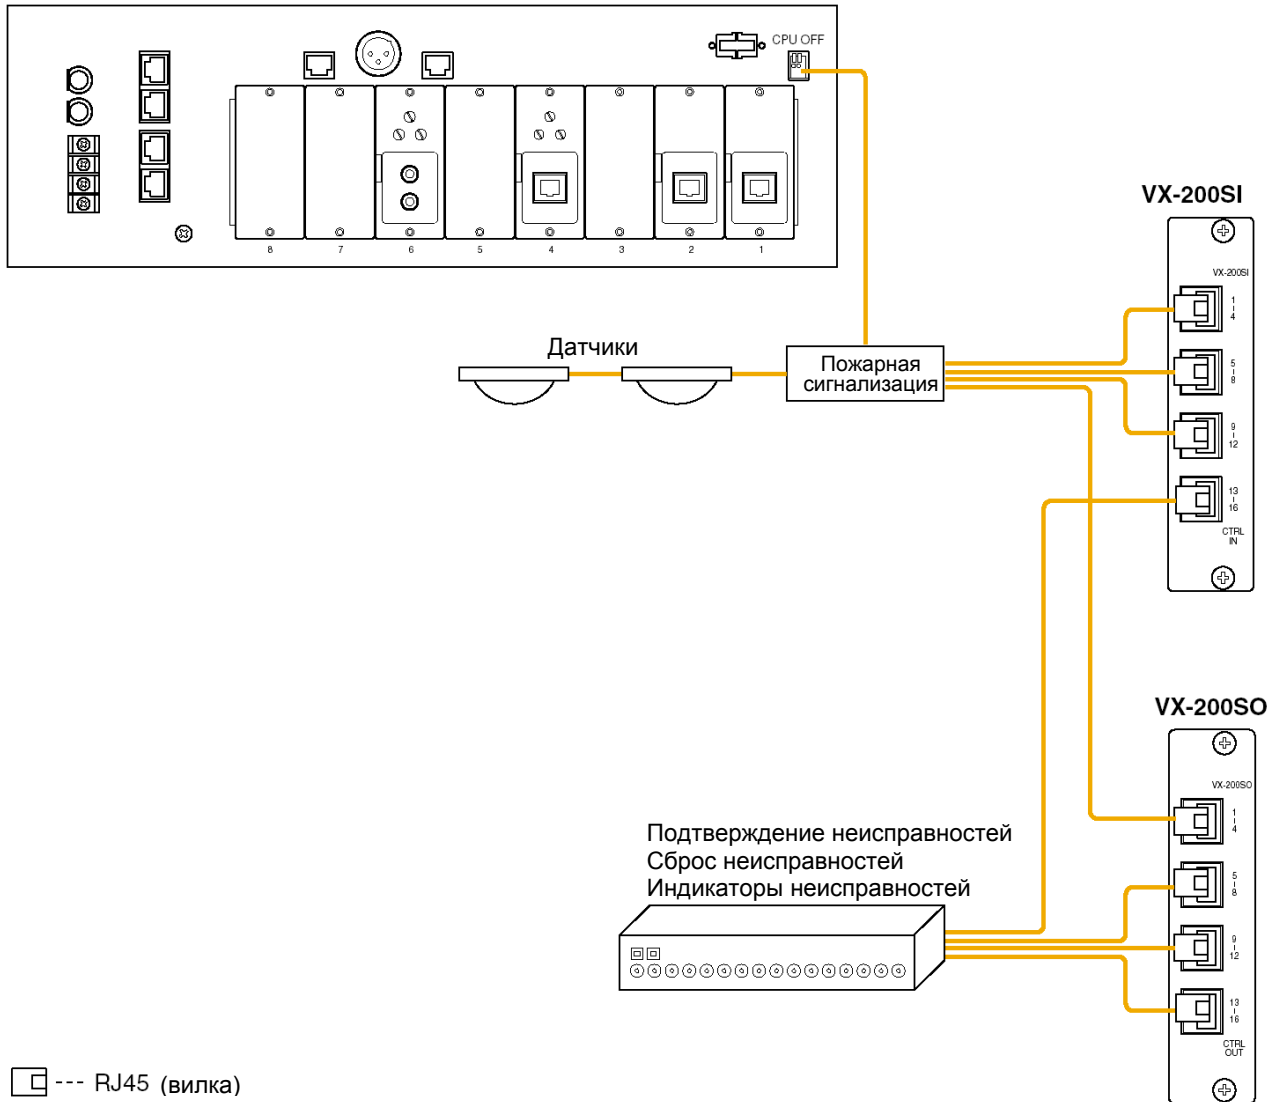 CPU OFF
8 7 6 5 4 3 2 1
VX-200SI
VX-200SI
1
4
5
8
9
12
13
16
CTRL
IN
Датчики
Пожарная
сигнализация
VX-200SO
VX-200SO
1
4
5
8
9
12
13
16
CTRL
OUT
Подтверждение неисправностей
Сброс неисправностей
Индикаторы неисправностей
--- RJ45 (вилка)